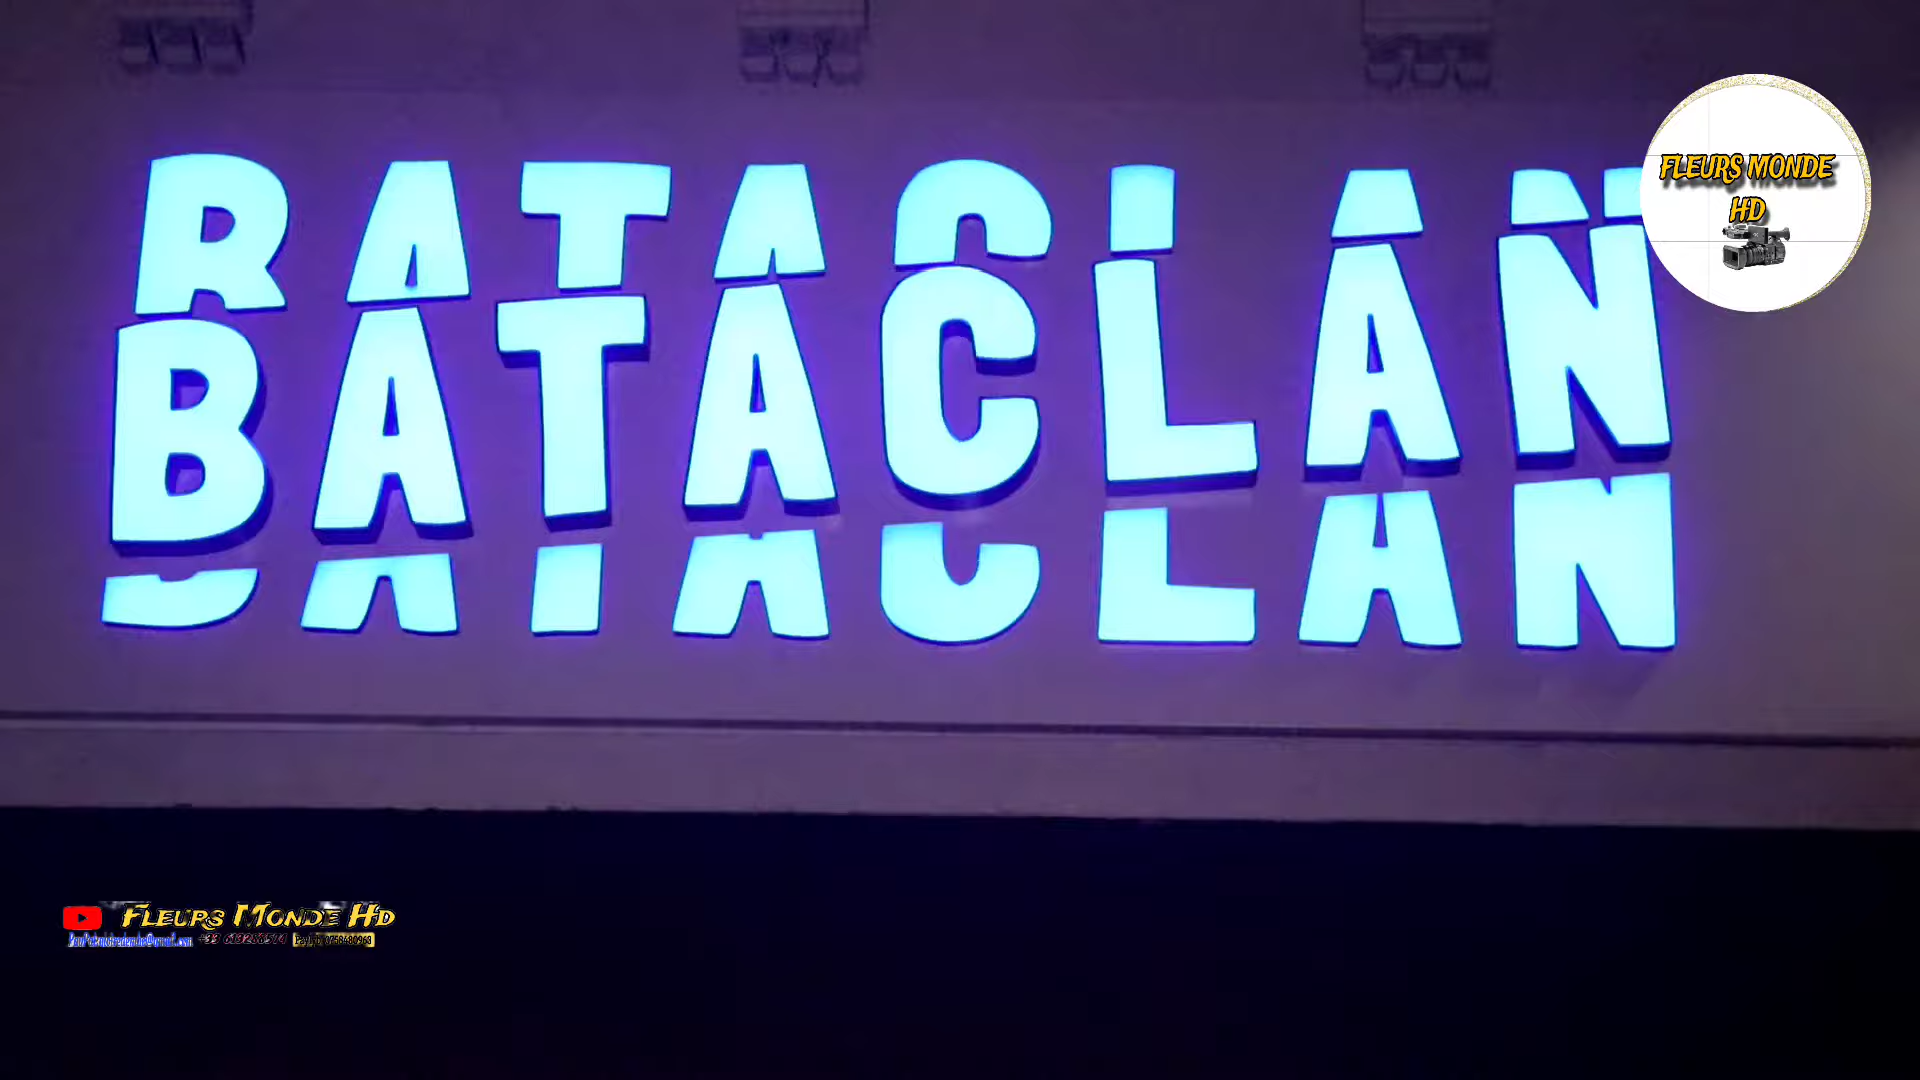 BATACLAN
BATACLAN
BATACLAN
FLEURS MONDE
HD
FLEURS MONDE HD